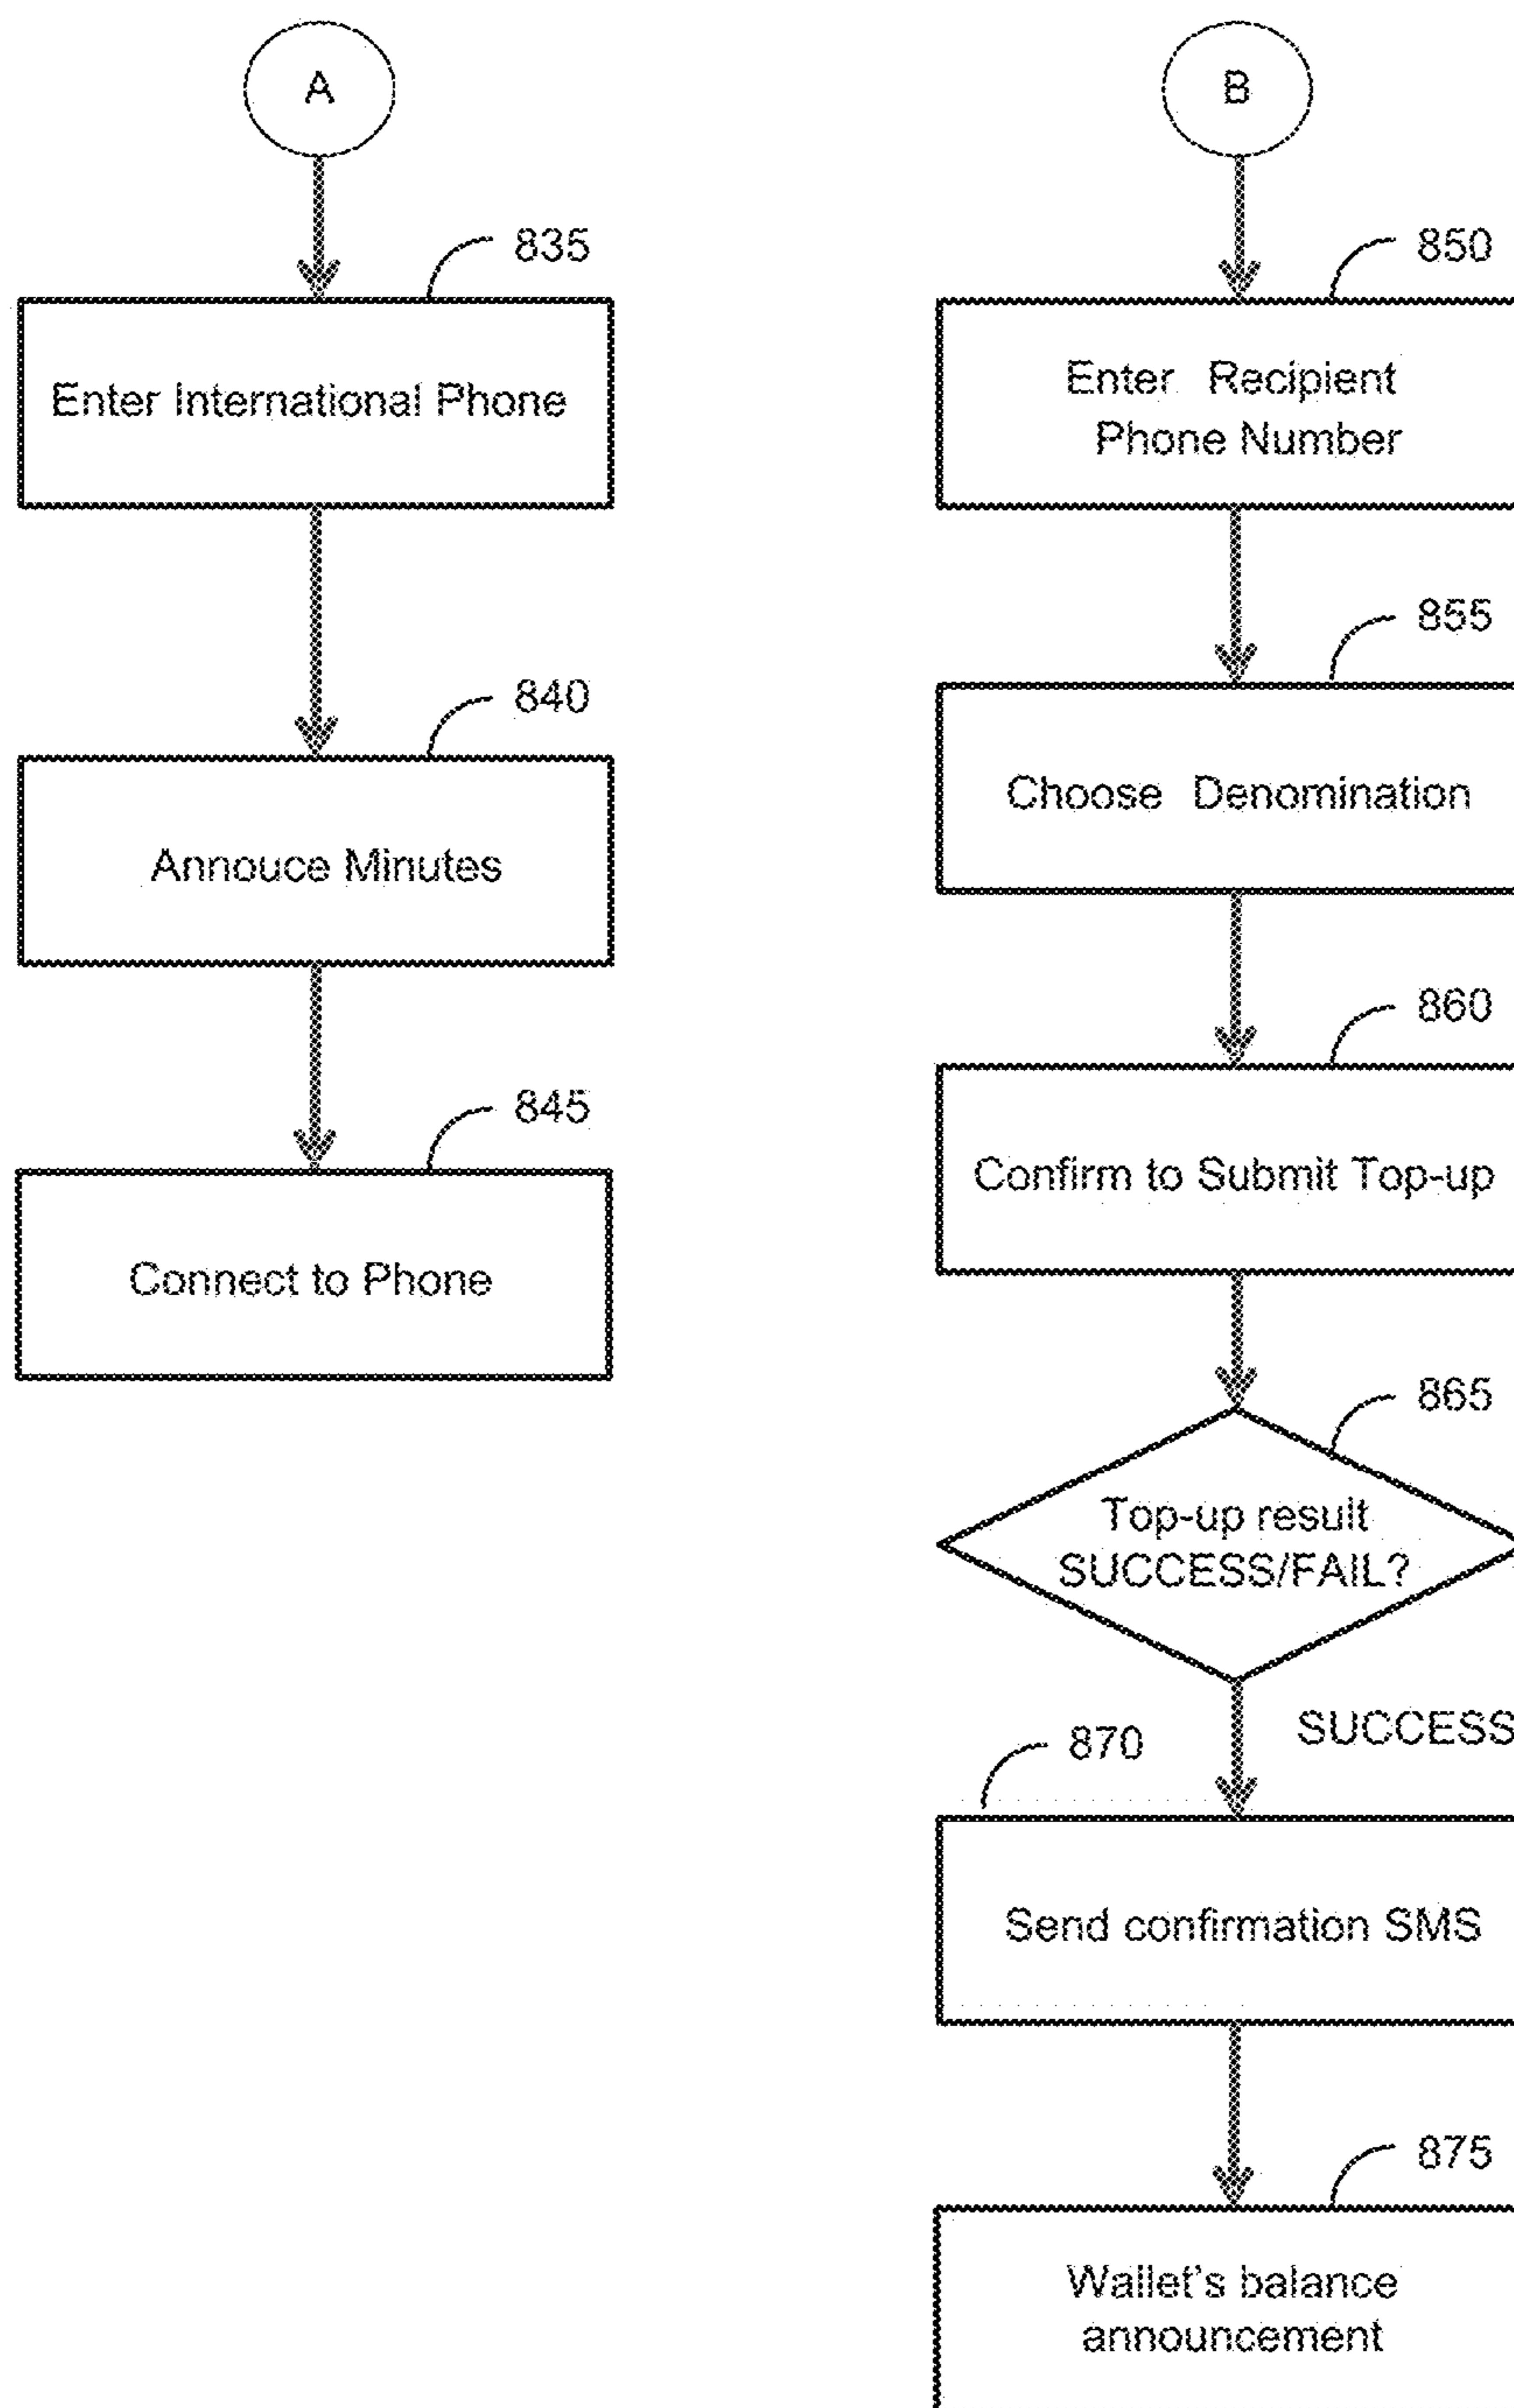 A
835
Enter International Phone
840
Annouce Minutes
845
Connect to Phone
B
850
Enter Recipient
Phone Number
855
Choose Denomination
860
Confirm to Submit Top-up
865
Top-up result
SUCCESS/FAIL?
SUCCESS
870
Send confirmation SMS
875
Wallet's balance
announcement